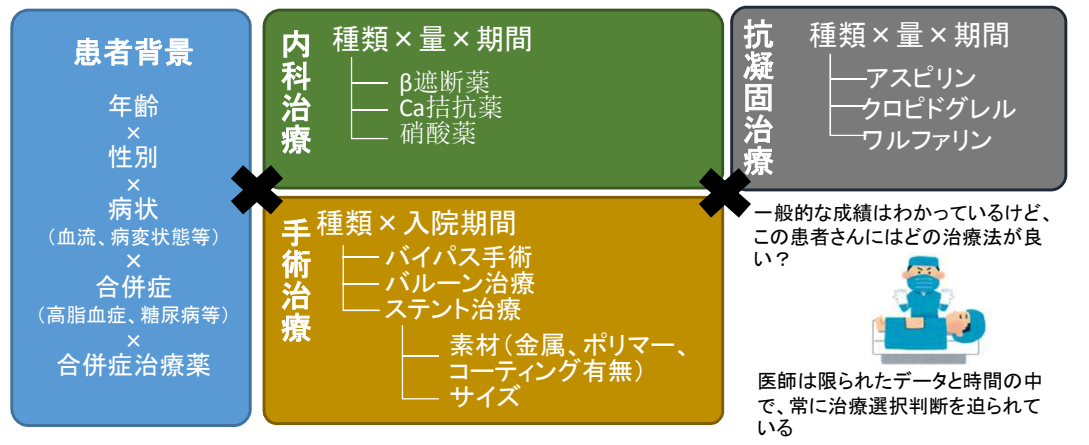 患者背景
年齢
×
性別
×
病状
（血流、病変状態等）
×
合併症
（高脂血症、糖尿病等）
×
合併症治療薬
内科治療
種類×量×期間
β遮断薬
Ca拮抗薬
硝酸薬
手術治療
種類×入院期間
バイパス手術
バルーン治療
ステント治療
素材（金属、ポリマー、
コーティング有無）
サイズ
抗凝固治療
種類×量×期間
アスピリン
クロピドグレル
ワルファリン
一般的な成績はわかっているけど、
この患者さんにはどの治療法が良
い？
医師は限られたデータと時間の中
で、常に治療選択判断を迫られて
いる